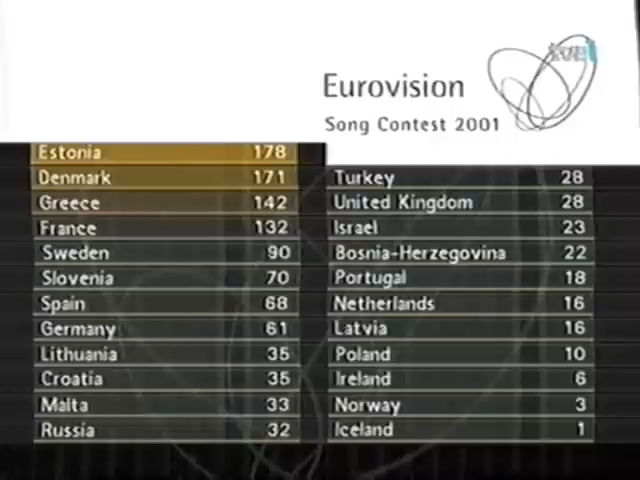 tve1
Eurovision
Song Contest 2001
Estonia 178
Denmark 171
Greece 142
France 132
Sweden 90
Slovenia 70
Spain 68
Germany 61
Lithuania 35
Croatia 35
Malta 33
Russia 32
Turkey 28
United Kingdom 28
Israel 23
Bosnia-Herzegovina 22
Portugal 18
Netherlands 16
Latvia 16
Poland 10
Ireland 6
Norway 3
Iceland 1